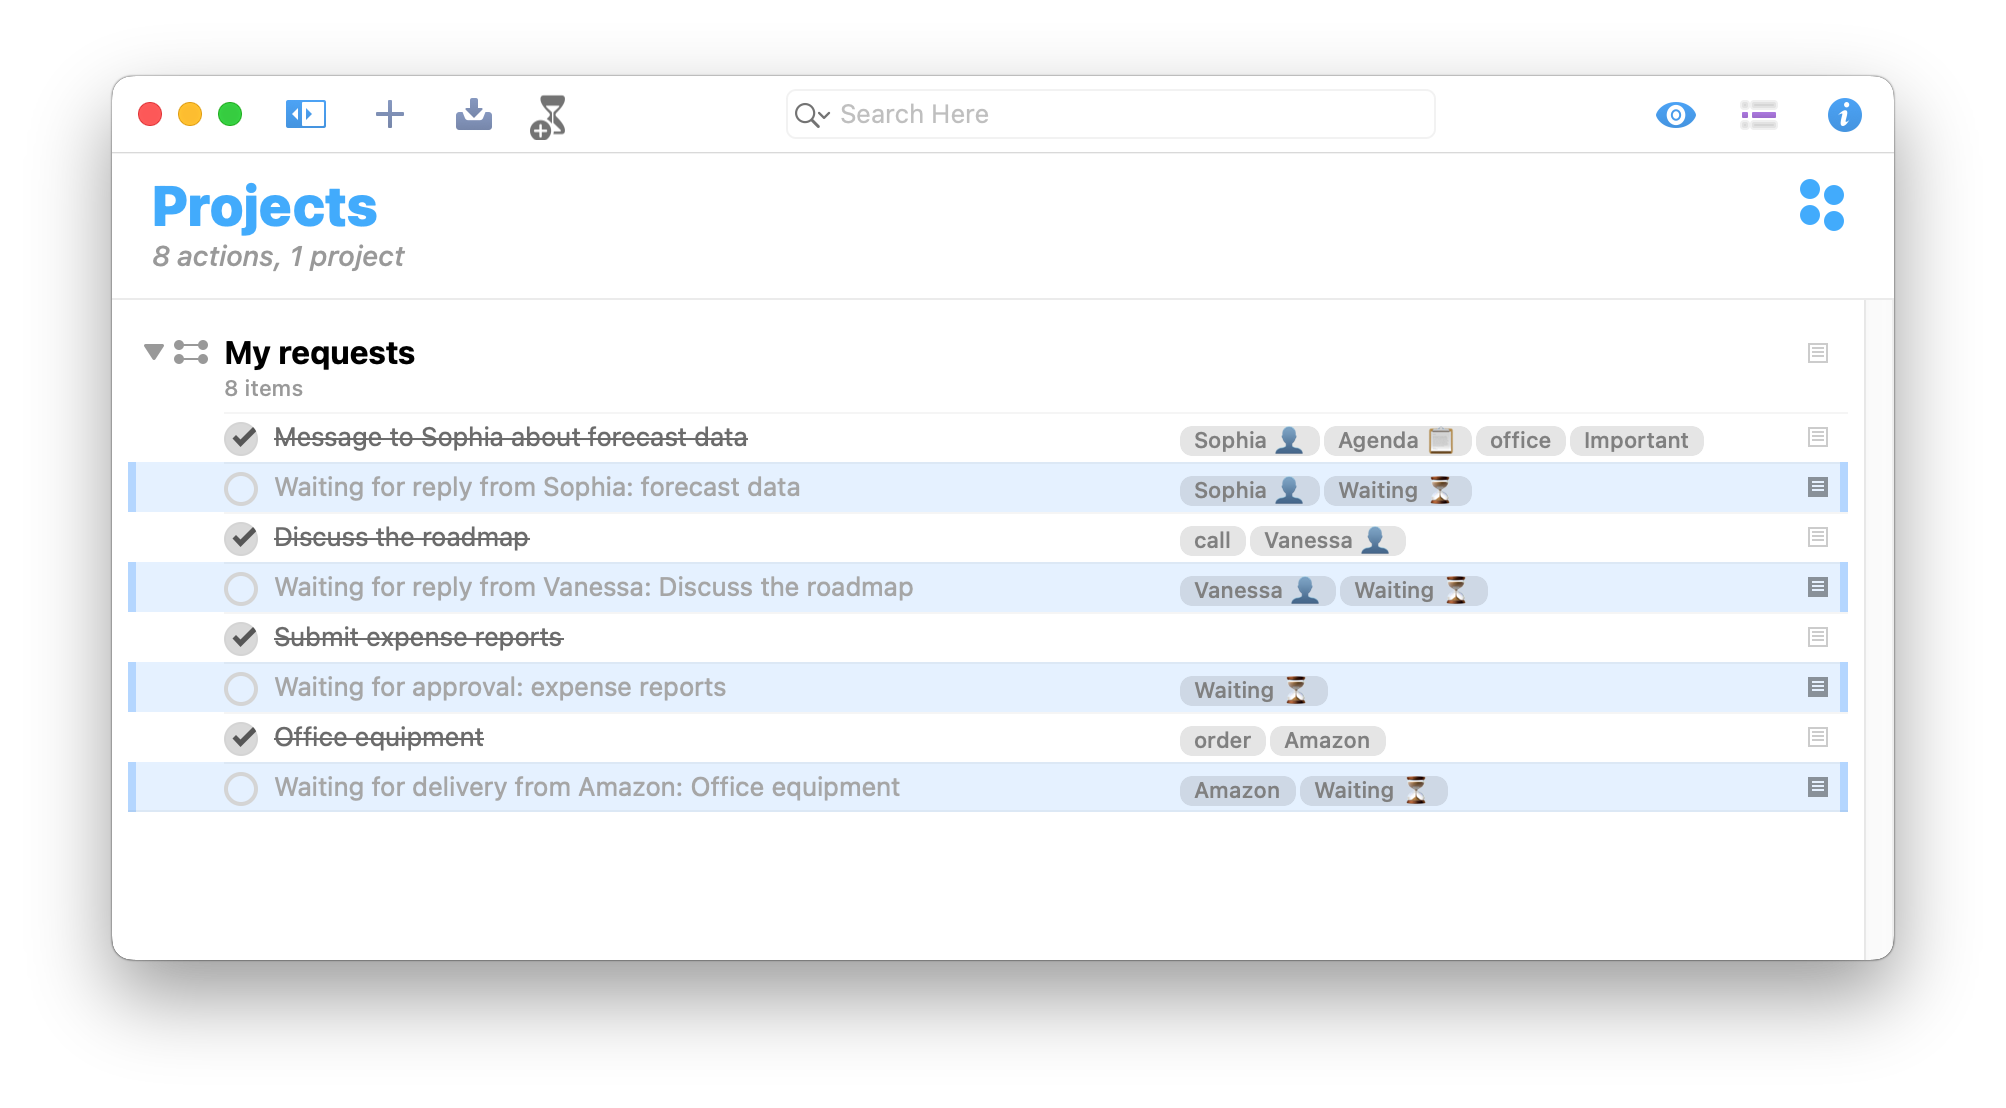 Search Here
Projects
8 actions, 1 project
My requests
8 items
Message to Sophia about forecast data Sophia 👤 Agenda 📋 office Important
Waiting for reply from Sophia: forecast data Sophia 👤 Waiting ⏳
Discuss the roadmap call Vanessa 👤
Waiting for reply from Vanessa: Discuss the roadmap Vanessa 👤 Waiting ⏳
Submit expense reports
Waiting for approval: expense reports Waiting ⏳
Office equipment order Amazon
Waiting for delivery from Amazon: Office equipment Amazon Waiting ⏳